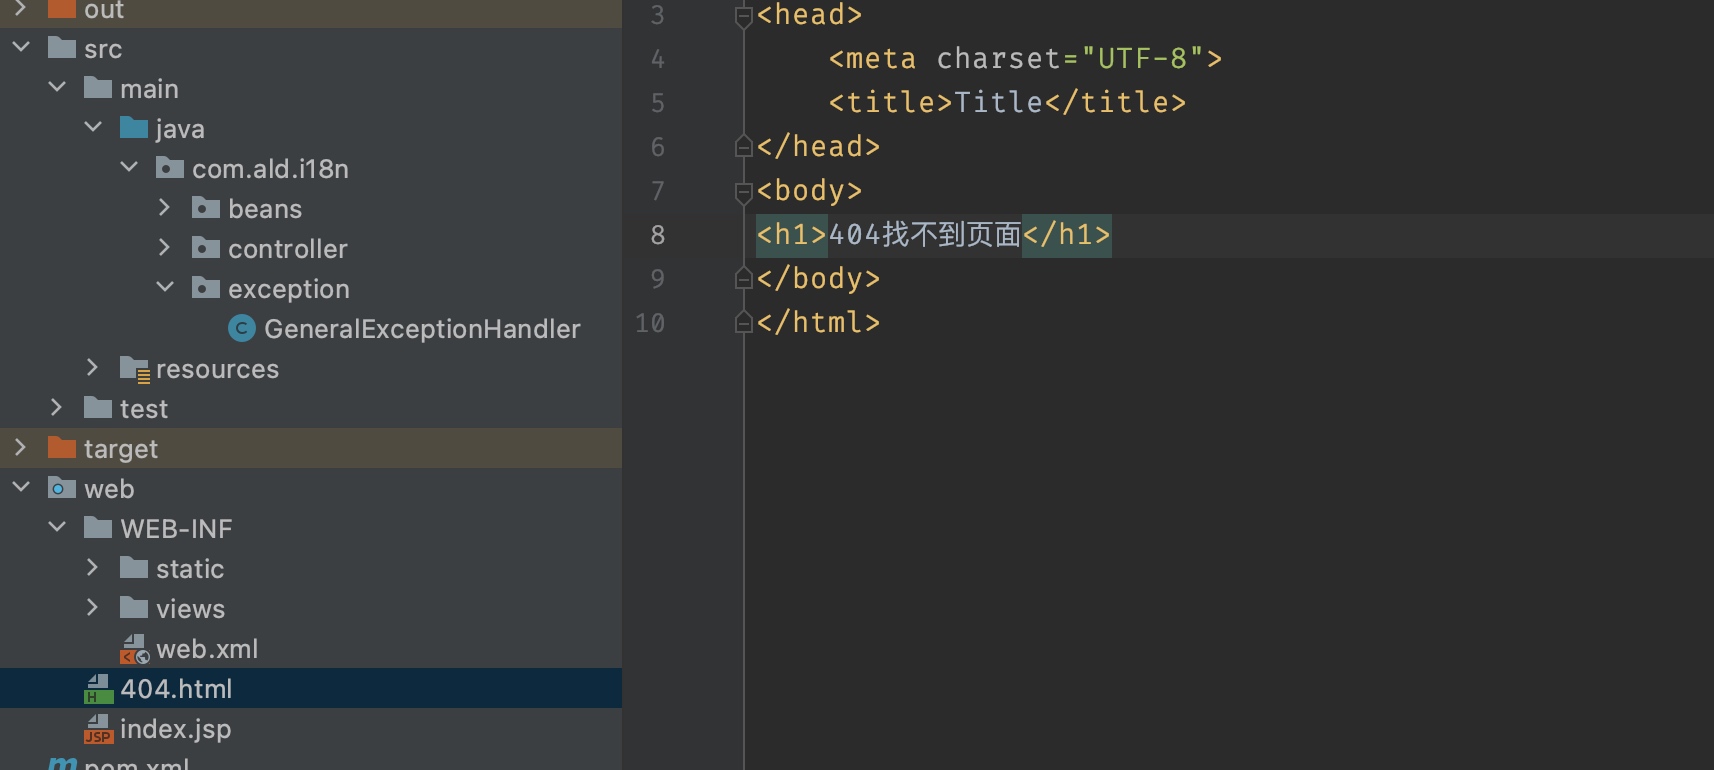 out
src
main
java
com.ald.i18n
beans
controller
exception
C GeneralExceptionHandler
resources
test
target
web
WEB-INF
static
views
web.xml
H 404.html
JSP index.jsp
m pom.xml
3 <head>
4 <meta charset="UTF-8">
5 <title>Title</title>
6 </head>
7 <body>
8 <h1>404找不到页面</h1>
9 </body>
10 </html>